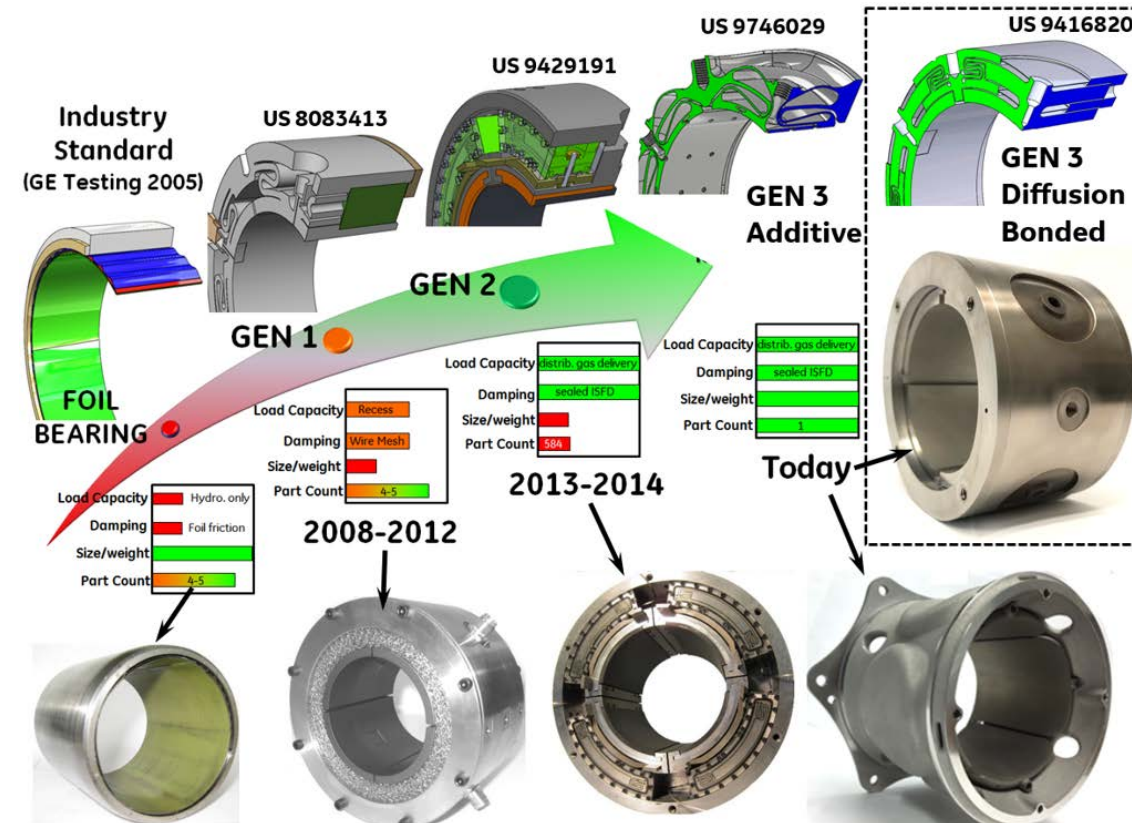 US 9746029
US 9416820
US 9429191
Industry
Standard
(GE Testing 2005)
US 8083413
GEN 3
Additive
GEN 3
Diffusion
Bonded
GEN 2
GEN 1
FOIL
BEARING
Load Capacity Hydro. only
Damping Foil friction
Size/weight
Part Count 4-5
Load Capacity Recess
Damping Wire Mesh
Size/weight
Part Count 4-5
2008-2012
Load Capacity distrib. gas delivery
Damping sealed ISFD
Size/weight
Part Count 584
2013-2014
Load Capacity distrib. gas delivery
Damping sealed ISFD
Size/weight
Part Count 1
Today